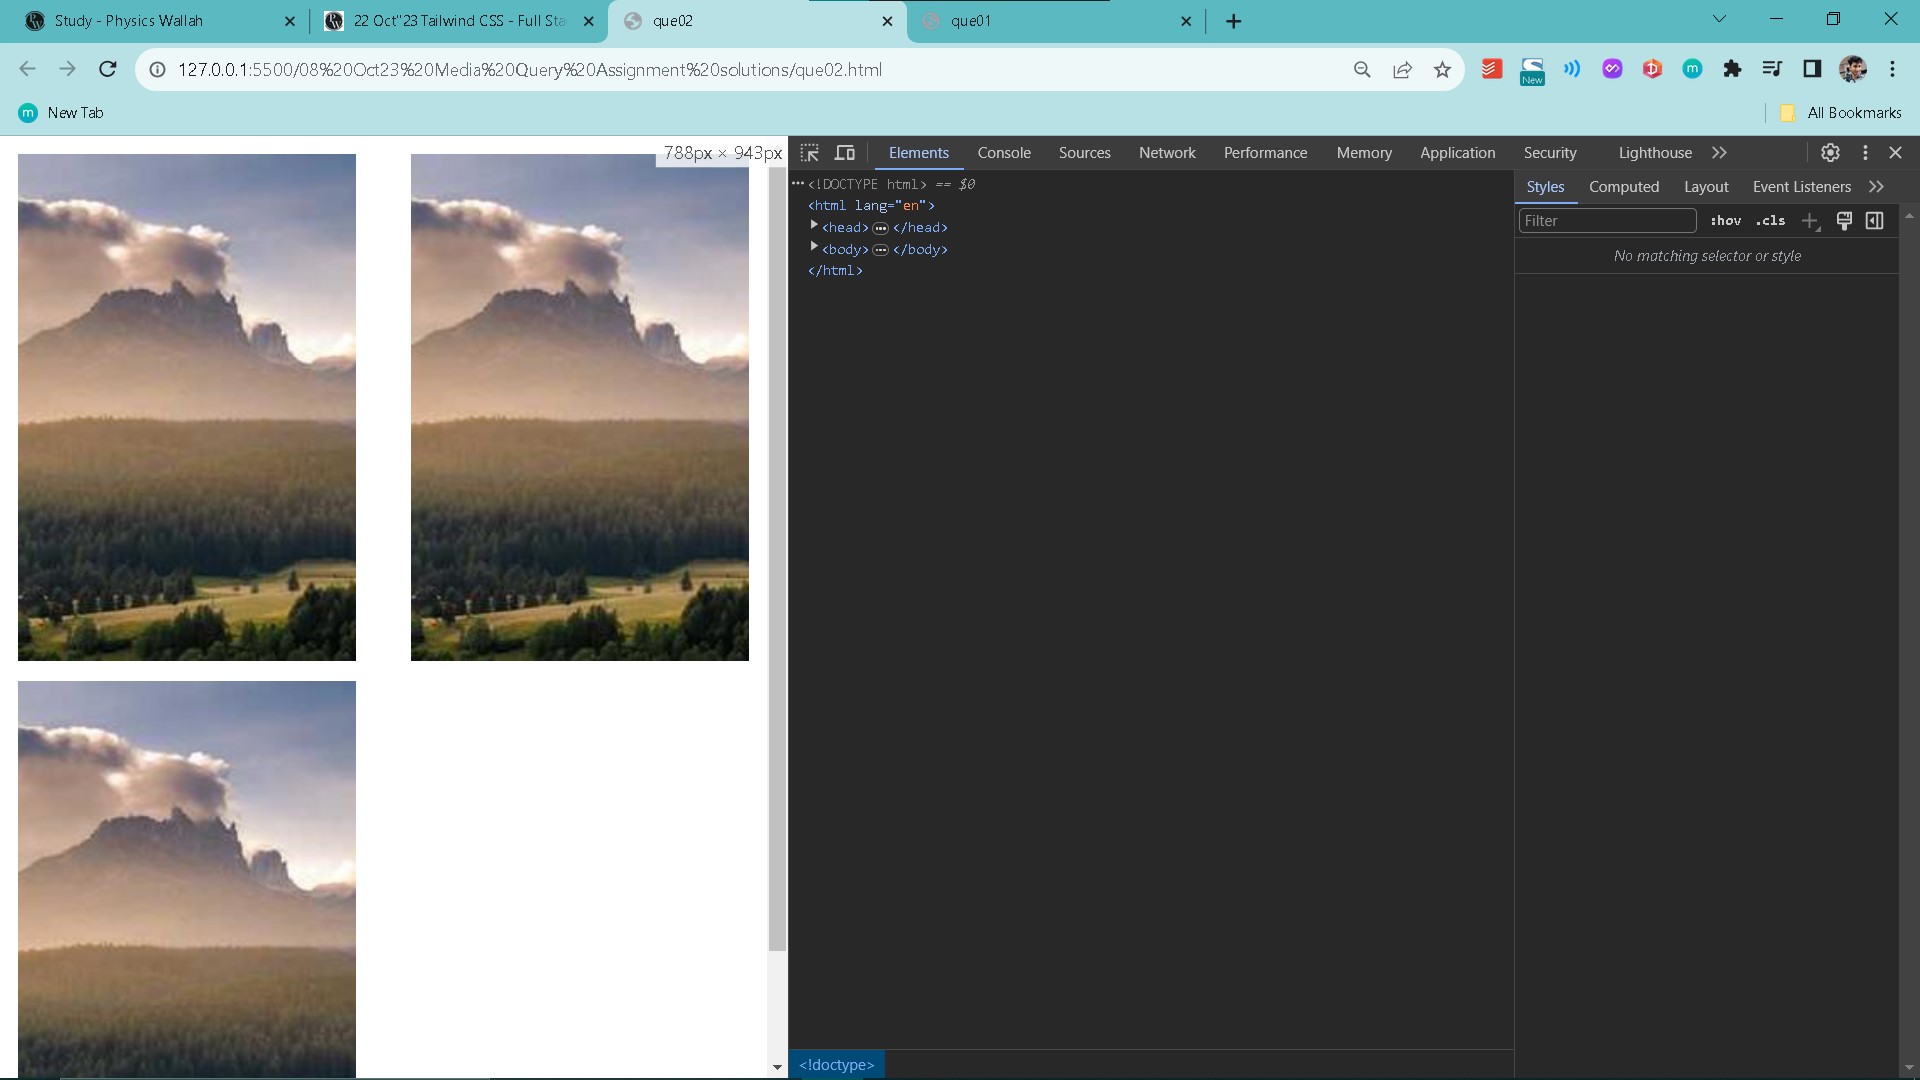 Study - Physics Wallah
22 Oct"23 Tailwind CSS - Full Sta
que02
que01
127.0.0.1:5500/08%20Oct23%20Media%20Query%20Assignment%20solutions/que02.html
New
m
m
New Tab
All Bookmarks
788px × 943px
Elements
Console
Sources
Network
Performance
Memory
Application
Security
Lighthouse
<!DOCTYPE html> == $0
<html lang="en">
<head> ••• </head>
<body> ••• </body>
</html>
Styles
Computed
Layout
Event Listeners
Filter
:hov
.cls
No matching selector or style
<!doctype>